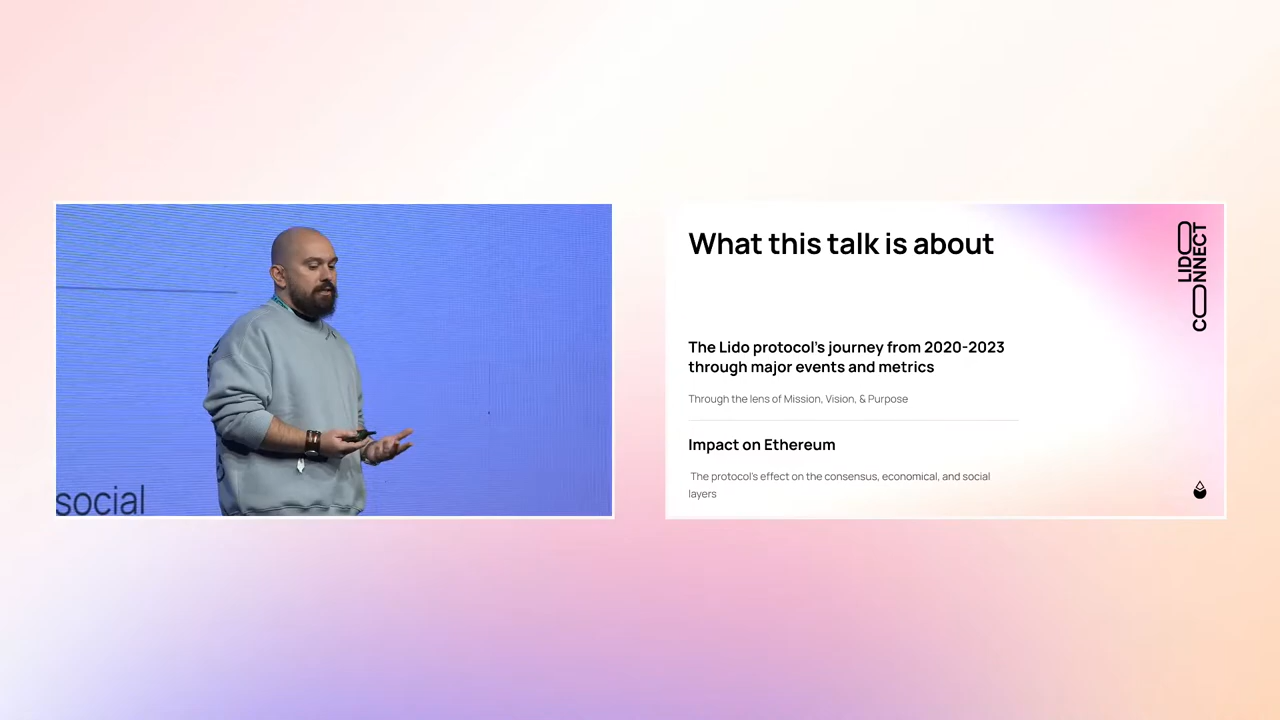 social
What this talk is about
LIDO
CONNECT
The Lido protocol's journey from 2020-2023
through major events and metrics
Through the lens of Mission, Vision, & Purpose
Impact on Ethereum
The protocol's effect on the consensus, economical, and social
layers